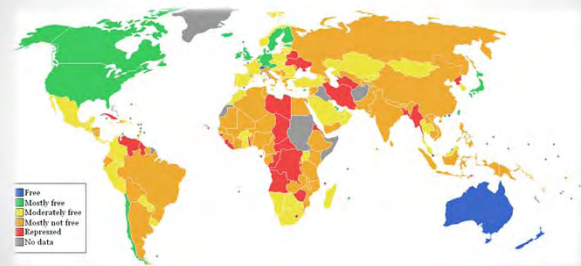 Free
Mostly free
Moderately free
Mostly not free
Repressed
No data